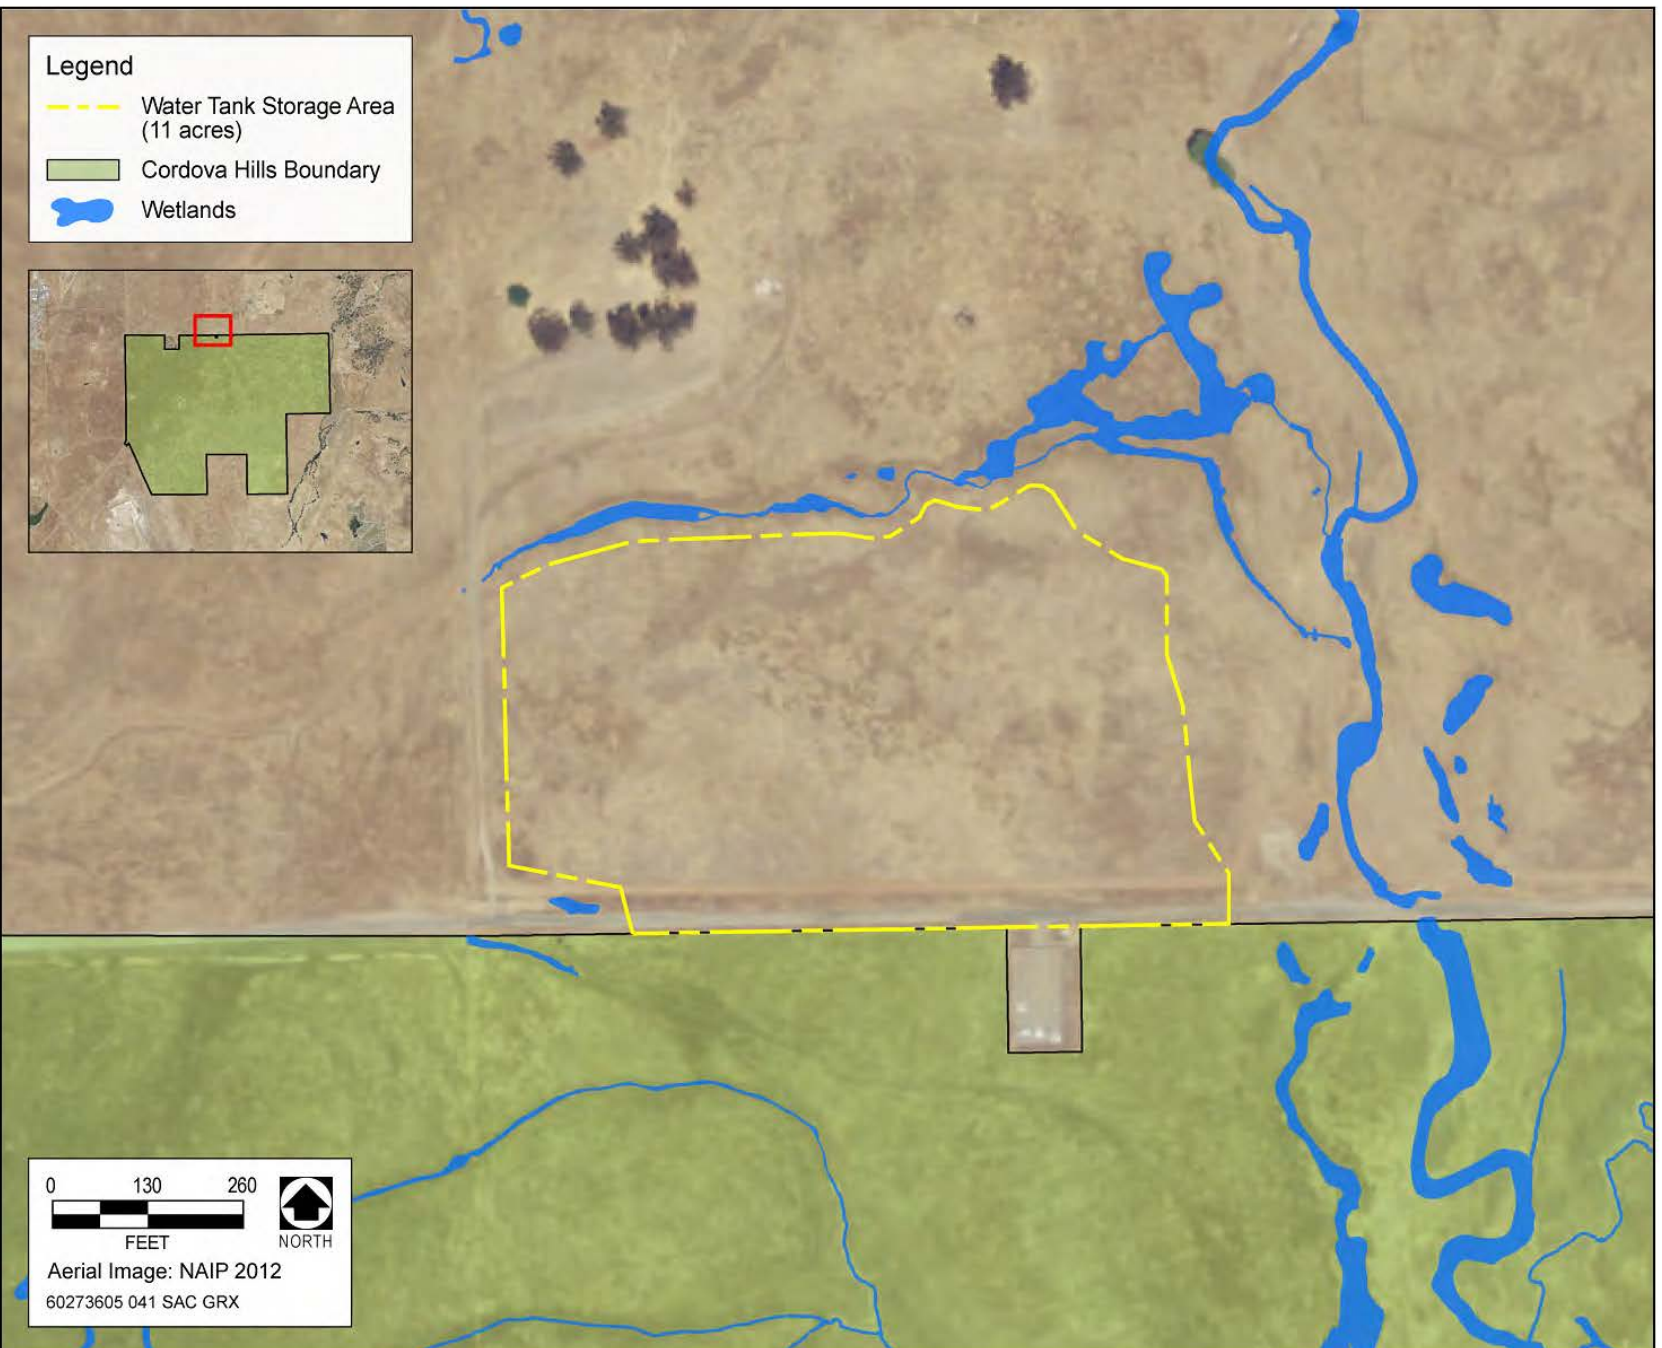 Legend
Water Tank Storage Area
(11 acres)
Cordova Hills Boundary
Wetlands
0 130 260
FEET
NORTH
Aerial Image: NAIP 2012
60273605 041 SAC GRX